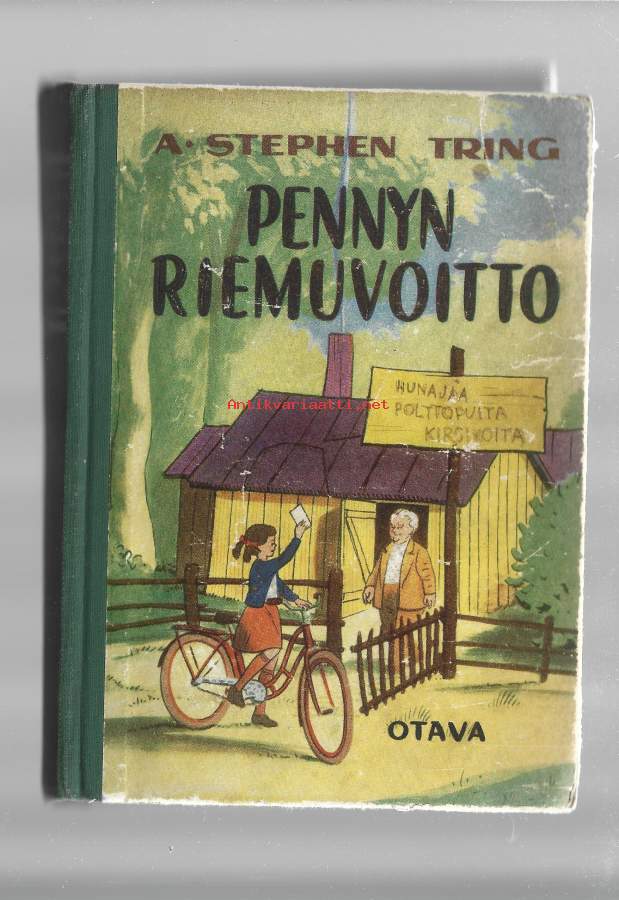 A. STEPHEN TRING
PENNYN
RIEMUVOITTO
HUNAJAA
POLTTOPUITA
KIRSIKOITA
Antikvariaatti.net
OTAVA